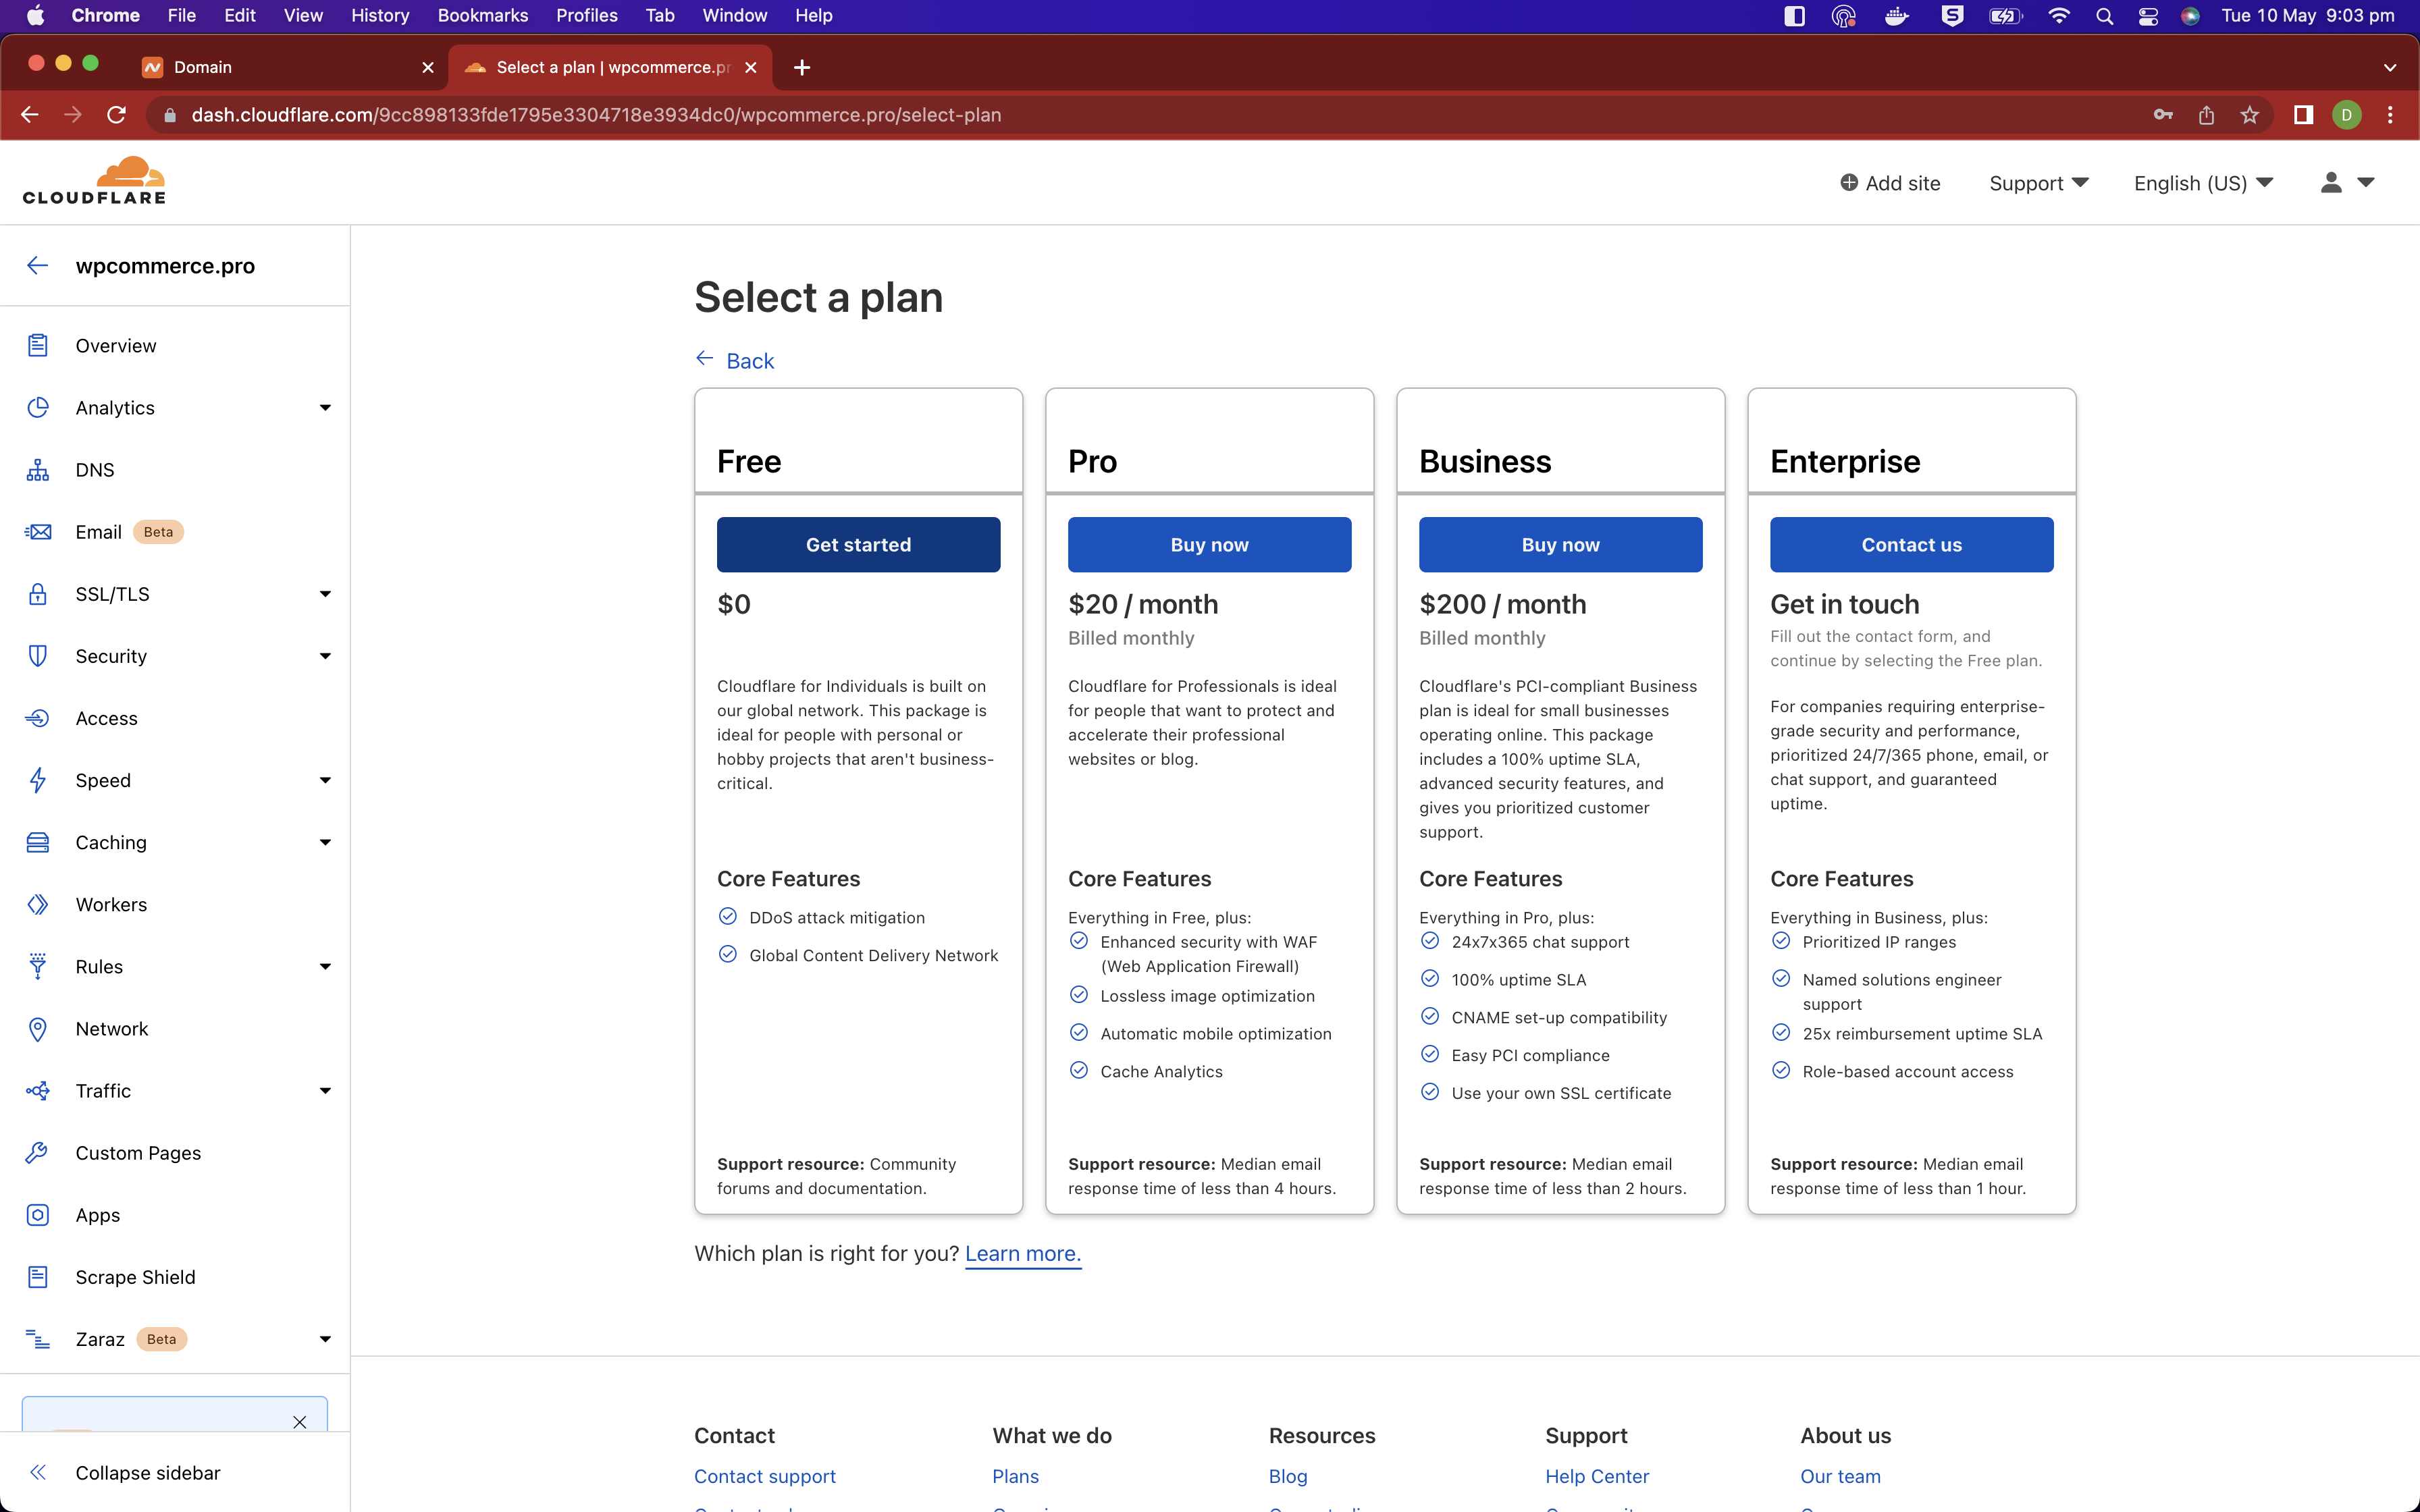 Chrome File Edit View History Bookmarks Profiles Tab Window Help Tue 10 May 9:03 pm
Domain Select a plan | wpcommerce.pr
dash.cloudflare.com/9cc898133fde1795e3304718e3934dc0/wpcommerce.pro/select-plan D
CLOUDFLARE Add site Support English (US)
wpcommerce.pro
Overview
Analytics
DNS
Email Beta
SSL/TLS
Security
Access
Speed
Caching
Workers
Rules
Network
Traffic
Custom Pages
Apps
Scrape Shield
Zaraz Beta
Collapse sidebar
Select a plan
Back
Free
Get started
$0
Cloudflare for Individuals is built on
our global network. This package is
ideal for people with personal or
hobby projects that aren't business-
critical.
Core Features
DDoS attack mitigation
Global Content Delivery Network
Support resource: Community
forums and documentation.
Pro
Buy now
$20 / month
Billed monthly
Cloudflare for Professionals is ideal
for people that want to protect and
accelerate their professional
websites or blog.
Core Features
Everything in Free, plus:
Enhanced security with WAF
(Web Application Firewall)
Lossless image optimization
Automatic mobile optimization
Cache Analytics
Support resource: Median email
response time of less than 4 hours.
Business
Buy now
$200 / month
Billed monthly
Cloudflare's PCI-compliant Business
plan is ideal for small businesses
operating online. This package
includes a 100% uptime SLA,
advanced security features, and
gives you prioritized customer
support.
Core Features
Everything in Pro, plus:
24x7x365 chat support
100% uptime SLA
CNAME set-up compatibility
Easy PCI compliance
Use your own SSL certificate
Support resource: Median email
response time of less than 2 hours.
Enterprise
Contact us
Get in touch
Fill out the contact form, and
continue by selecting the Free plan.
For companies requiring enterprise-
grade security and performance,
prioritized 24/7/365 phone, email, or
chat support, and guaranteed
uptime.
Core Features
Everything in Business, plus:
Prioritized IP ranges
Named solutions engineer
support
25x reimbursement uptime SLA
Role-based account access
Support resource: Median email
response time of less than 1 hour.
Which plan is right for you? Learn more.
Contact What we do Resources Support About us
Contact support Plans Blog Help Center Our team